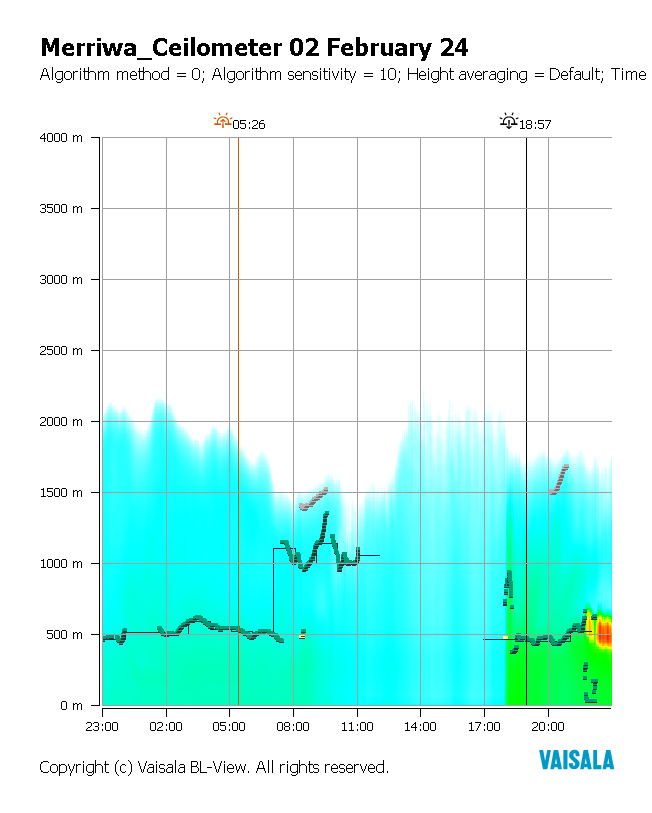 Merriwa_Ceilometer 02 February 24
Algorithm method = 0; Algorithm sensitivity = 10; Height averaging = Default; Time
05:26
18:57
4000 m
3500 m
3000 m
2500 m
2000 m
1500 m
1000 m
500 m
0 m
23:00 02:00 05:00 08:00 11:00 14:00 17:00 20:00
Copyright (c) Vaisala BL-View. All rights reserved.
VAISALA